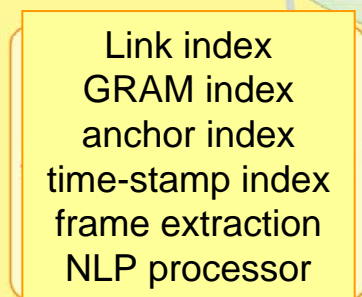 Link index
GRAM index
anchor index
time-stamp index
frame extraction
NLP processor